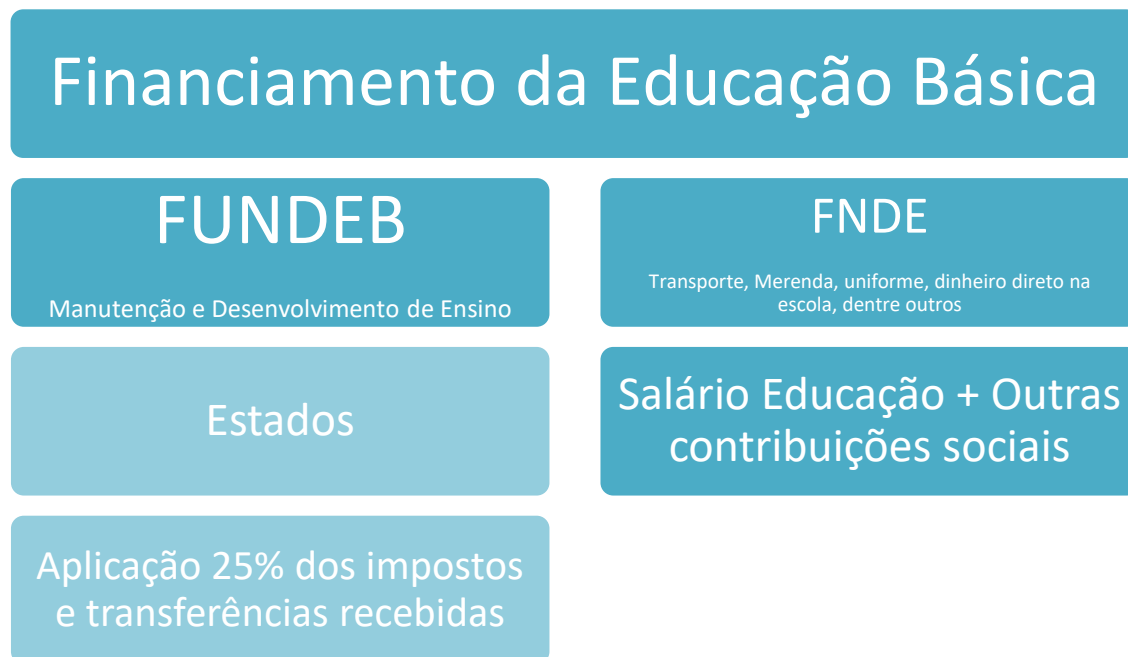 Financiamento da Educação Básica
FUNDEB
Manutenção e Desenvolvimento de Ensino
FNDE
Transporte, Merenda, uniforme, dinheiro direto na
escola, dentre outros
Estados
Salário Educação + Outras
contribuições sociais
Aplicação 25% dos impostos
e transferências recebidas